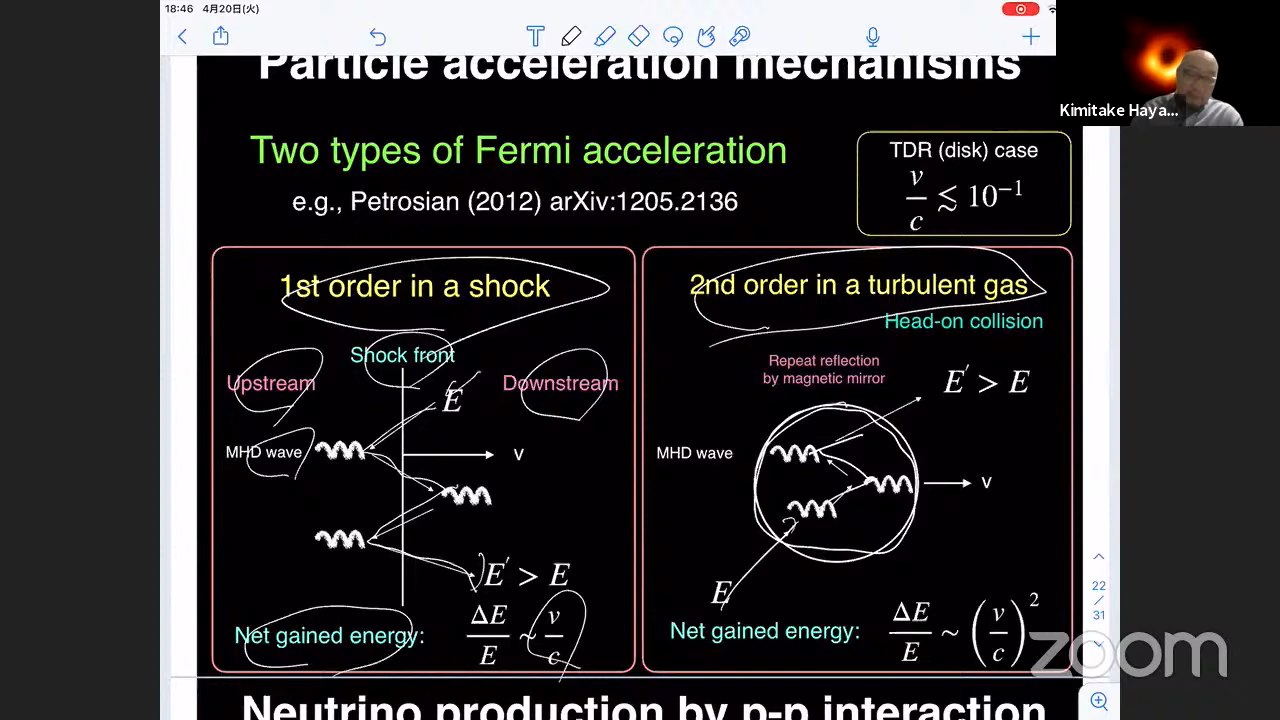 18:46 4月20日(火)
Kimitake Haya...
Particle acceleration mechanisms
Two types of Fermi acceleration
e.g., Petrosian (2012) arXiv:1205.2136
TDR (disk) case
v/c ≲ 10⁻¹
1st order in a shock
Shock front
Upstream
Downstream
E
MHD wave
v
E′ > E
Net gained energy: ΔE/E ~ v/c
2nd order in a turbulent gas
Head-on collision
Repeat reflection
by magnetic mirror
E′ > E
MHD wave
v
E
Net gained energy: ΔE/E ~ (v/c)²
22
/
31
zoom
Neutrino production by p-p interaction